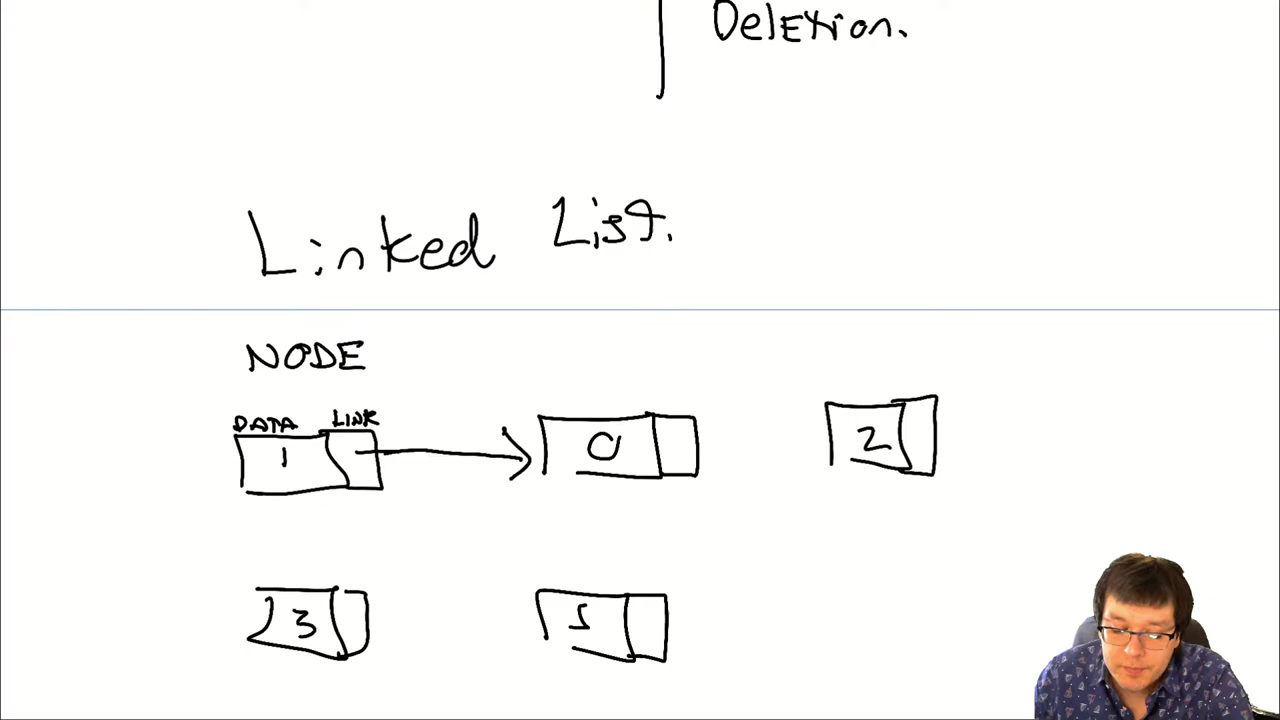 Deletion.
Linked List.
NODE
DATA LINK
1 0 2
3 5